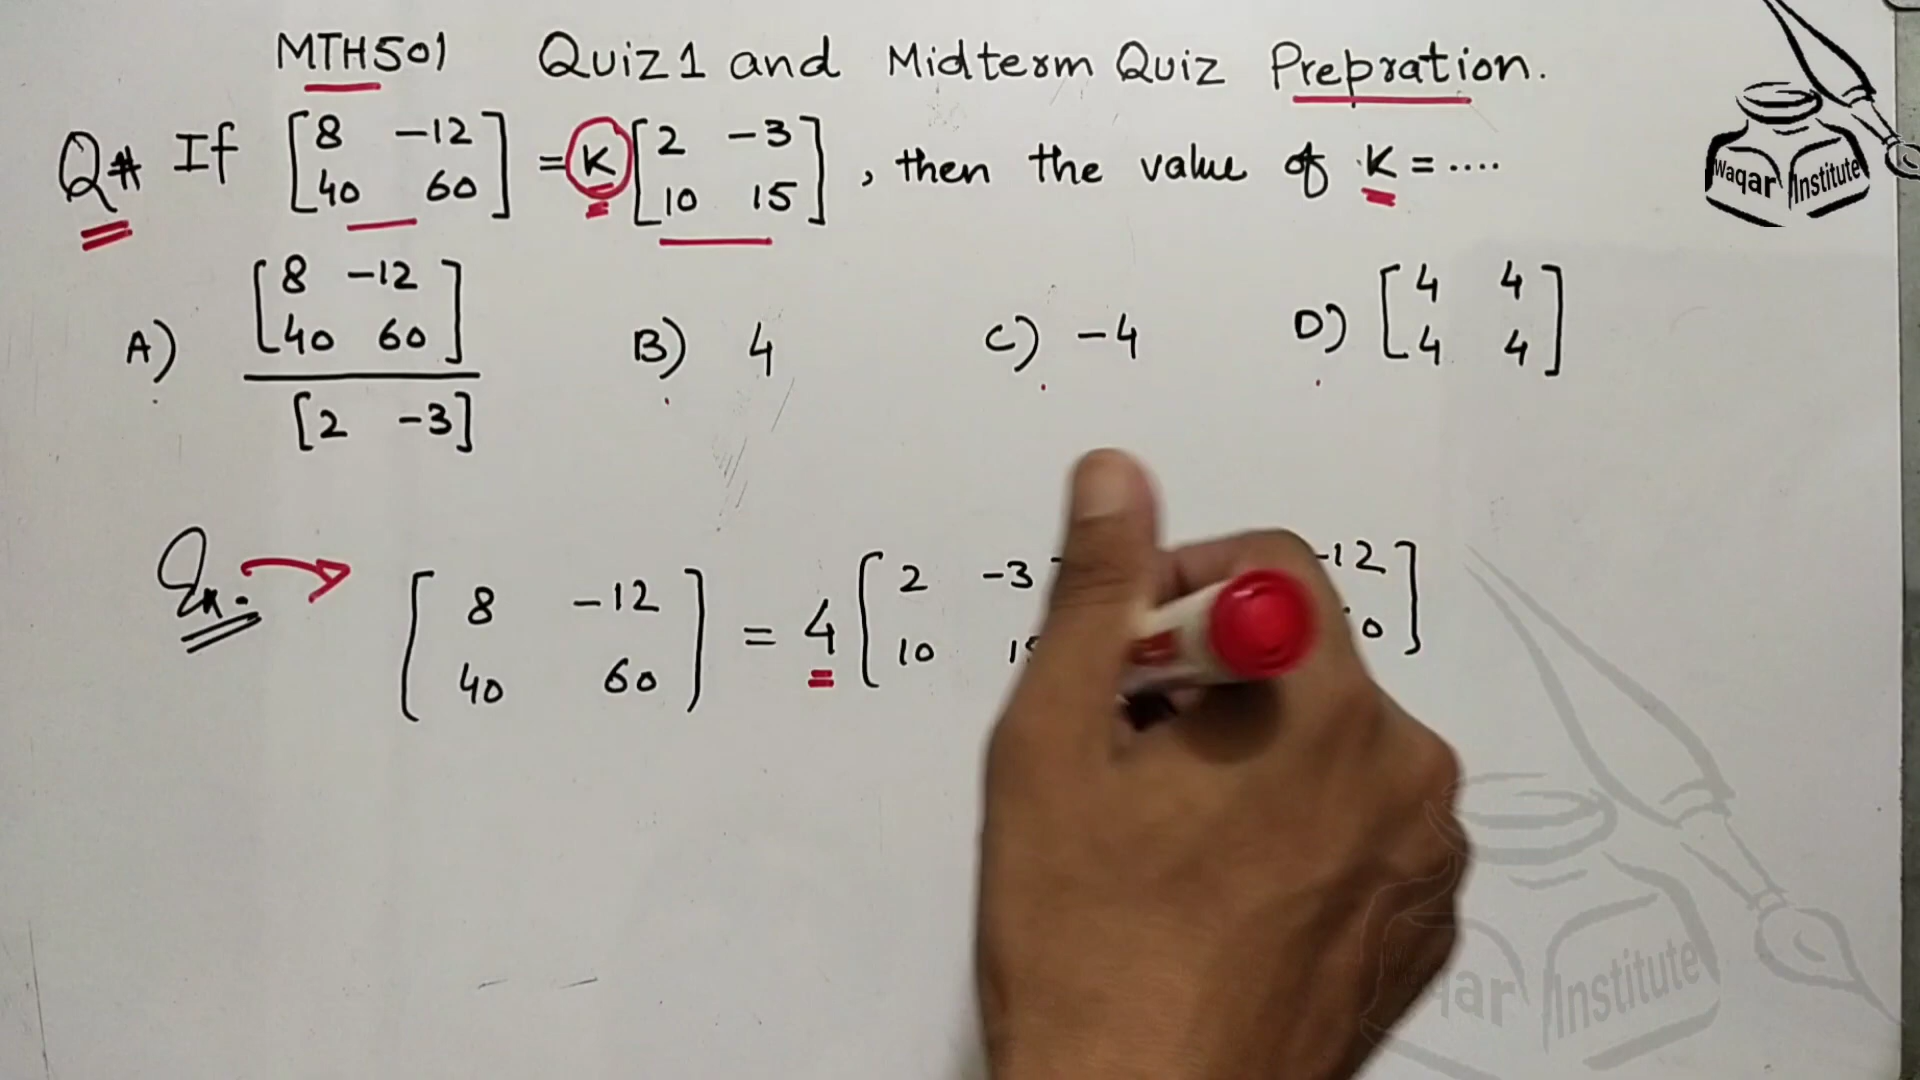 MTH501 Quiz1 and Midterm Quiz Prepration.
Q# If [8 -12
40 60] = K [2 -3
10 15], then the value of K = ....
A) [8 -12
40 60]
[2 -3]
B) 4
C) -4
D) [4 4
4 4]
Ex. [8 -12
40 60] = 4 [2 -3
10
-12]
0
Waqar Institute
Institute